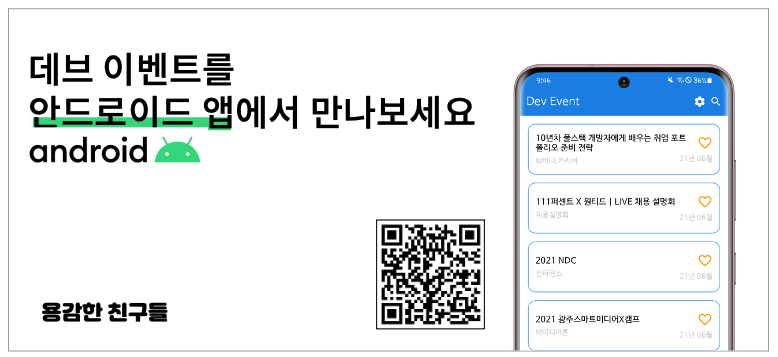 데브 이벤트를
안드로이드 앱에서 만나보세요
android
용감한 친구들
9:46
86%
Dev Event
10년차 풀스택 개발자에게 배우는 취업 포트
폴리오 준비 전략
웨비나,커리어
21년 06월
111퍼센트 X 원티드 | LIVE 채용 설명회
채용설명회
21년 06월
2021 NDC
컨퍼런스
21년 06월
2021 광주스마트미디어X캠프
아이디어톤
21년 06월